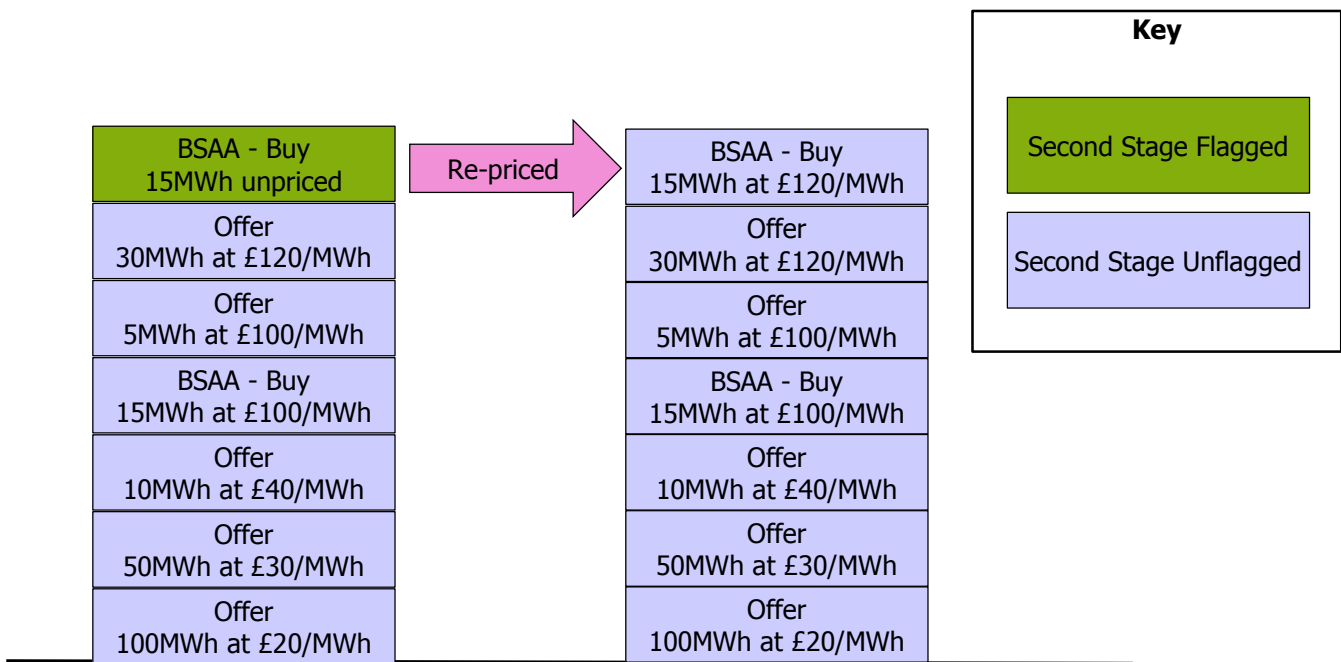 Key
Second Stage Flagged
Second Stage Unflagged
BSAA - Buy
15MWh unpriced
Offer
30MWh at £120/MWh
Offer
5MWh at £100/MWh
BSAA - Buy
15MWh at £100/MWh
Offer
10MWh at £40/MWh
Offer
50MWh at £30/MWh
Offer
100MWh at £20/MWh
Re-priced
BSAA - Buy
15MWh at £120/MWh
Offer
30MWh at £120/MWh
Offer
5MWh at £100/MWh
BSAA - Buy
15MWh at £100/MWh
Offer
10MWh at £40/MWh
Offer
50MWh at £30/MWh
Offer
100MWh at £20/MWh